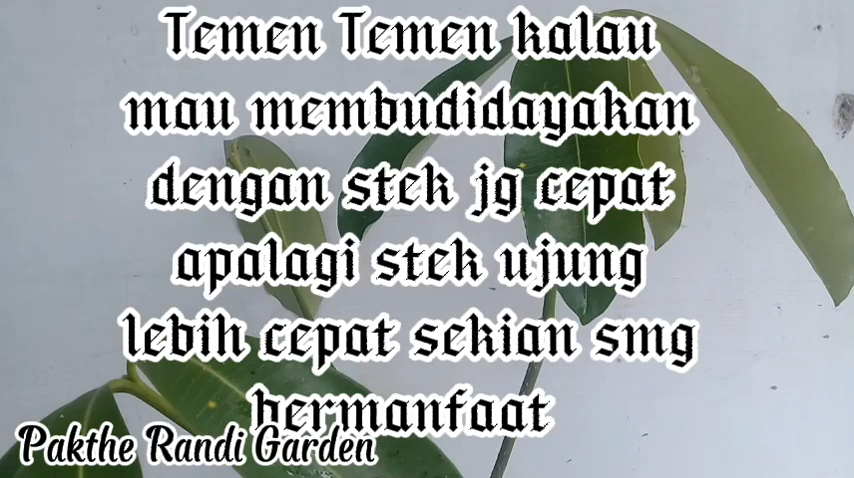 Temen Temen kalau
mau membudidayakan
dengan stek jg cepat
apalagi stek ujung
lebih cepat sekian smg
bermanfaat
Pakthe Randi Garden